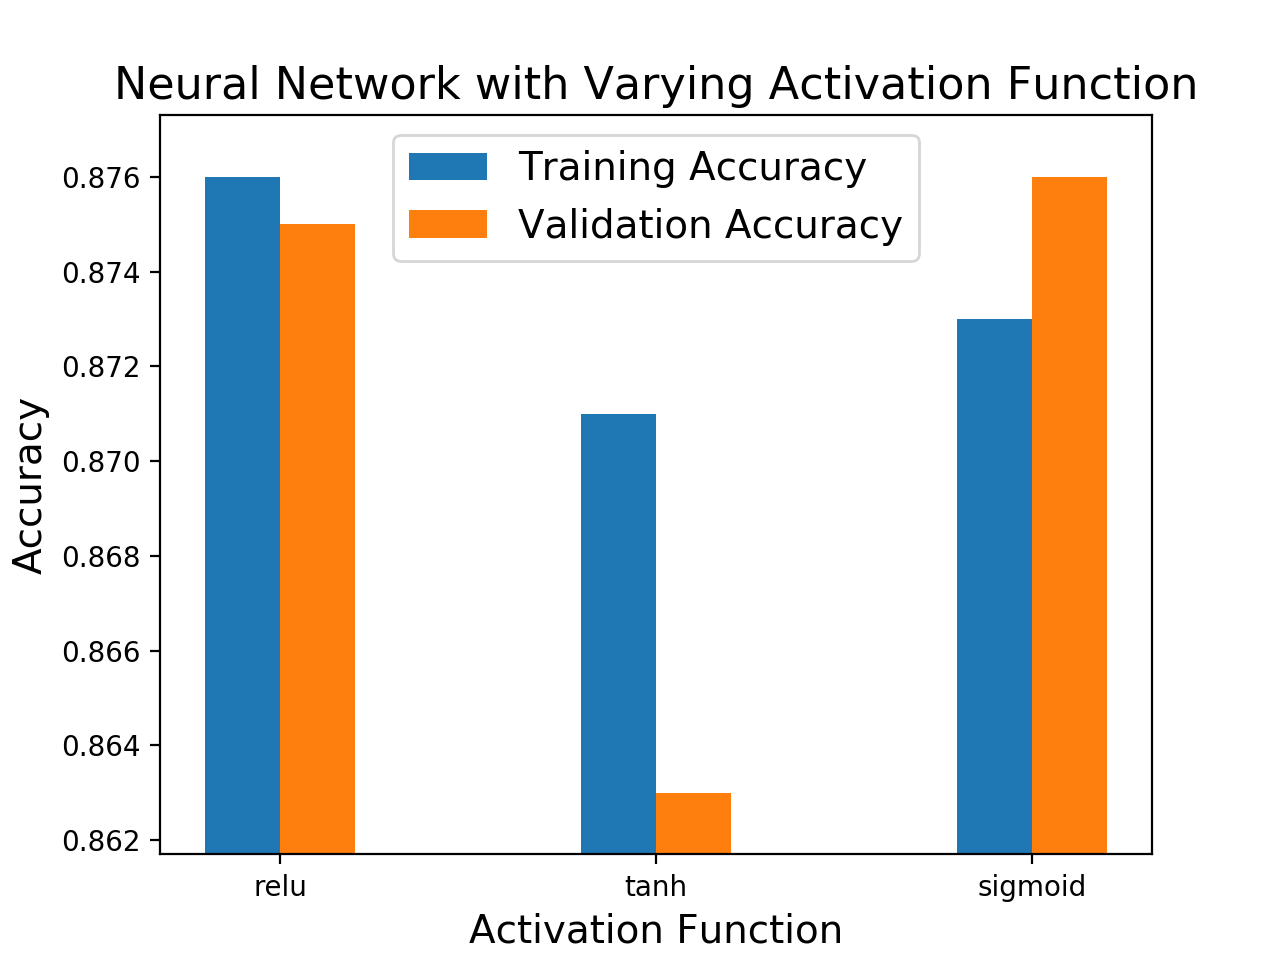 Neural Network with Varying Activation Function
Training Accuracy
Validation Accuracy
0.876
0.874
0.872
0.870
0.868
0.866
0.864
0.862
Accuracy
relu
tanh
sigmoid
Activation Function